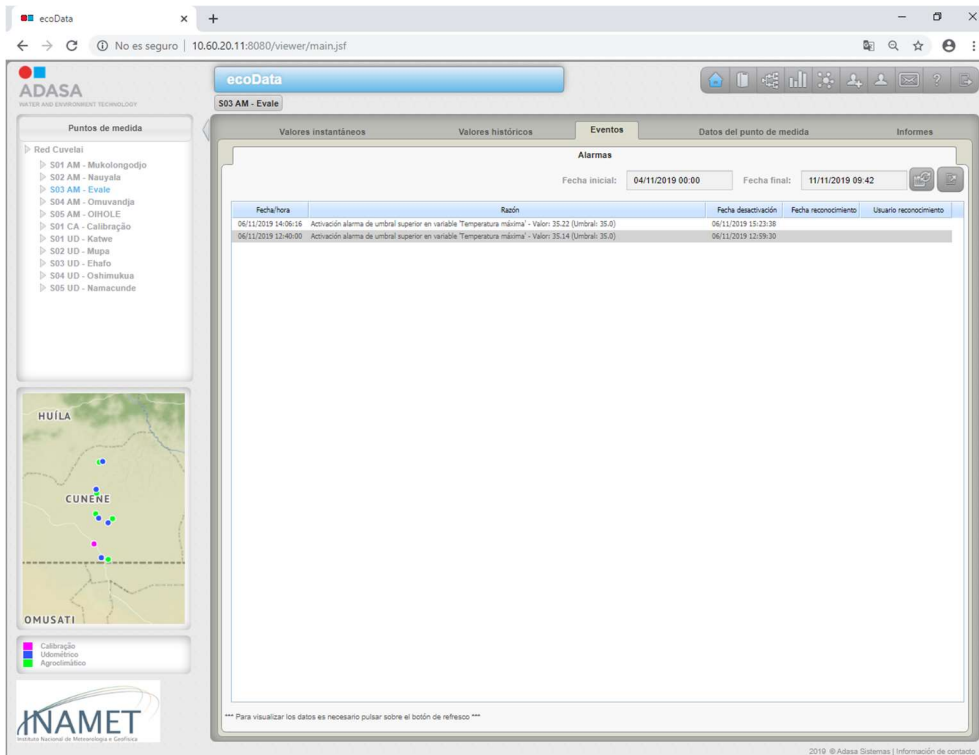 ecoData
No es seguro | 10.60.20.11:8080/viewer/main.jsf
ADASA
WATER AND ENVIRONMENT TECHNOLOGY
ecoData
S03 AM - Evale
Puntos de medida
Red Cuvelai
S01 AM - Mukolongodjo
S02 AM - Nauyala
S03 AM - Evale
S04 AM - Omuvandja
S05 AM - OIHOLE
S01 CA - Calibração
S01 UD - Katwe
S02 UD - Mupa
S03 UD - Ehafo
S04 UD - Oshimukua
S05 UD - Namacunde
Valores instantáneos Valores históricos Eventos Datos del punto de medida Informes
Alarmas
Fecha inicial: 04/11/2019 00:00 Fecha final: 11/11/2019 09:42
Fecha/hora Razón Fecha desactivación Fecha reconocimiento Usuario reconocimiento
06/11/2019 14:06:16 Activación alarma de umbral superior en variable 'Temperatura máxima' - Valor: 35.22 (Umbral: 35.0) 06/11/2019 15:23:38
06/11/2019 12:40:00 Activación alarma de umbral superior en variable 'Temperatura máxima' - Valor: 35.14 (Umbral: 35.0) 06/11/2019 12:59:30
HUÍLA
CUNENE
OMUSATI
Calibração
Udométrico
Agroclimático
INAMET
Instituto Nacional de Meteorologia e Geofísica
*** Para visualizar los datos es necesario pulsar sobre el botón de refresco ***
2019 © Adasa Sistemas | Información de contacto